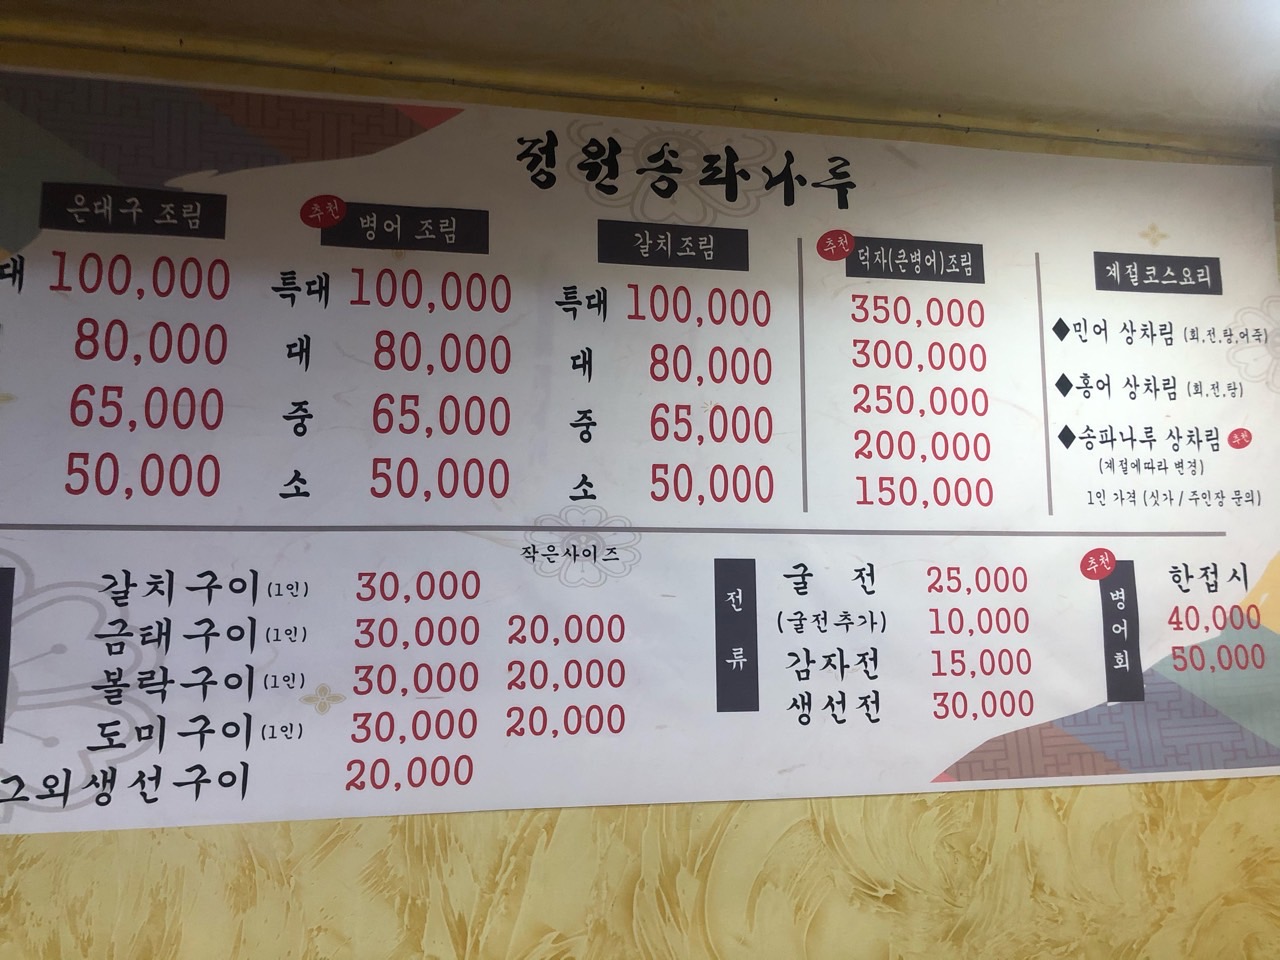 정원송파나루
은대구 조림
대 100,000
80,000
65,000
50,000
추천 병어 조림
특대 100,000
대 80,000
중 65,000
소 50,000
갈치조림
특대 100,000
대 80,000
중 65,000
소 50,000
추천 덕자(큰병어)조림
350,000
300,000
250,000
200,000
150,000
계절코스요리
◆민어 상차림 (회,전,탕,어죽)
◆홍어 상차림 (회,전,탕)
◆송파나루 상차림 추천
(계절에따라 변경)
1인 가격 (싯가 / 주인장 문의)
작은사이즈
갈치구이(1인) 30,000
금태구이(1인) 30,000 20,000
볼락구이(1인) 30,000 20,000
도미구이(1인) 30,000 20,000
그외생선구이 20,000
전류
굴 전 25,000
(굴전추가) 10,000
감자전 15,000
생선전 30,000
추천 병어회
한접시
40,000
50,000